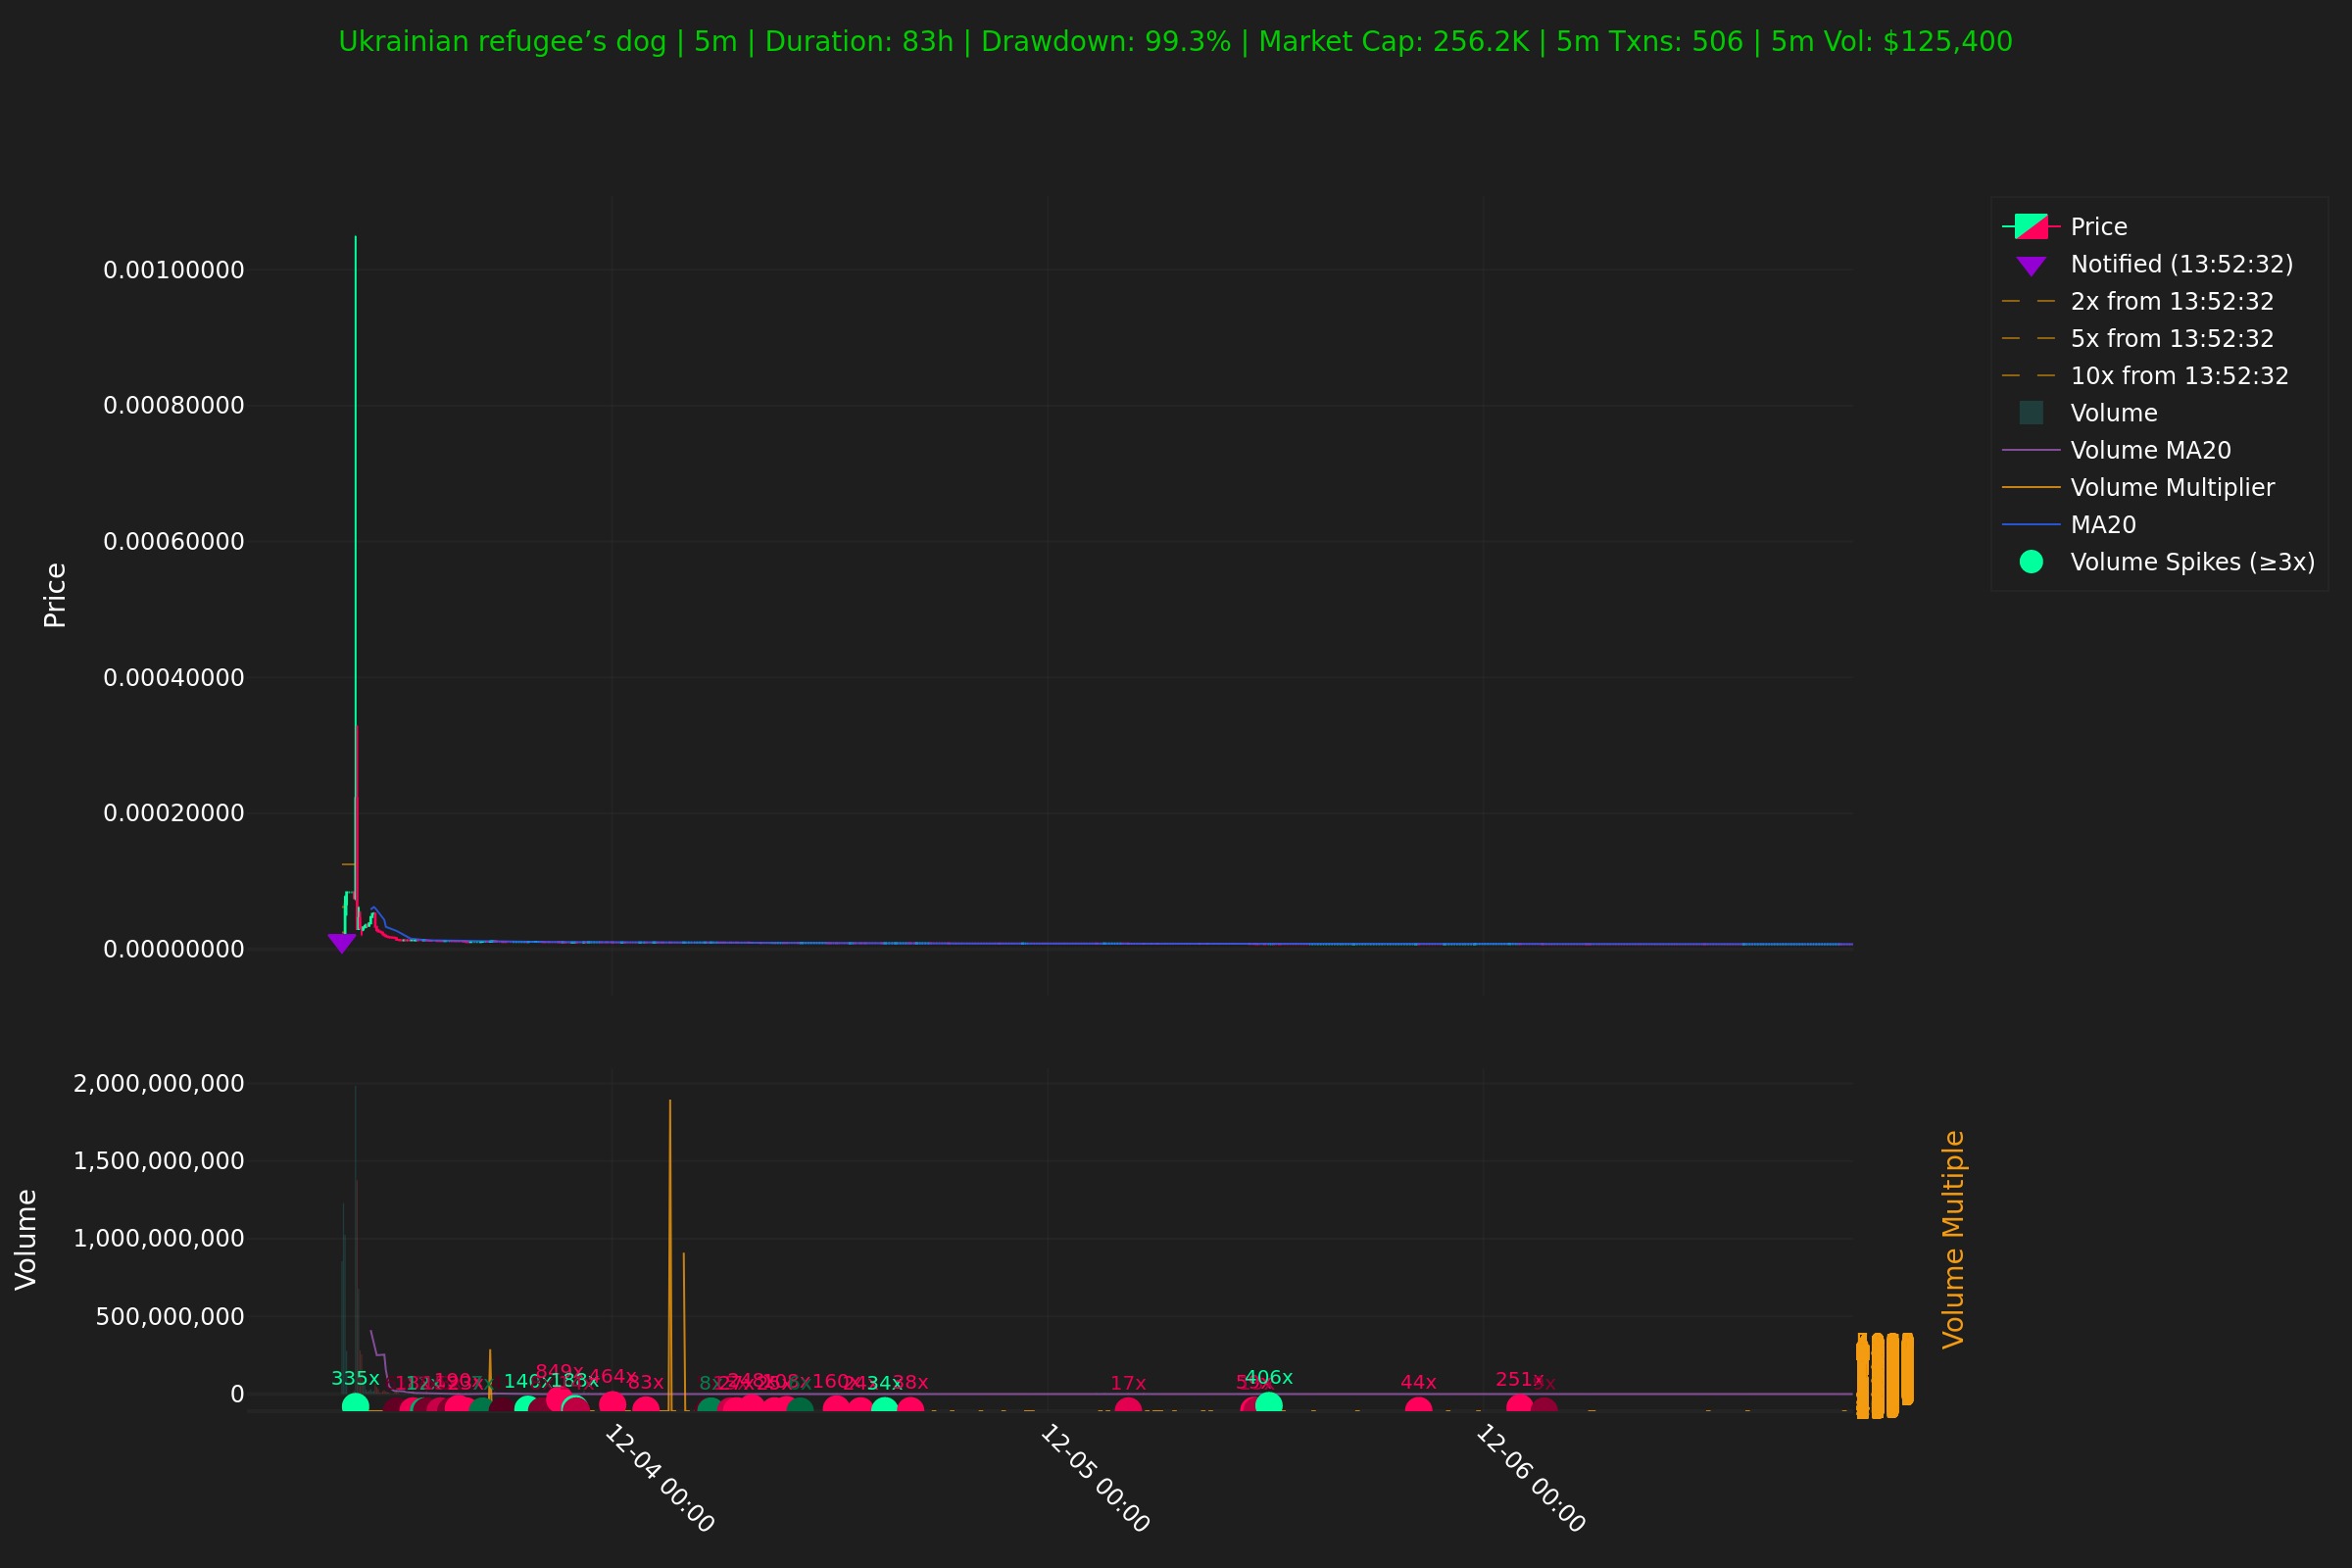 Ukrainian refugee’s dog | 5m | Duration: 83h | Drawdown: 99.3% | Market Cap: 256.2K | 5m Txns: 506 | 5m Vol: $125,400
Price
0.00100000
0.00080000
0.00060000
0.00040000
0.00020000
0.00000000
Price
Notified (13:52:32)
2x from 13:52:32
5x from 13:52:32
10x from 13:52:32
Volume
Volume MA20
Volume Multiplier
MA20
Volume Spikes (≥3x)
Volume
2,000,000,000
1,500,000,000
1,000,000,000
500,000,000
0
335x
190x
849x
188x
464x
83x
160x
34x
38x
17x
406x
44x
251x
Volume Multiple
12-04 00:00
12-05 00:00
12-06 00:00